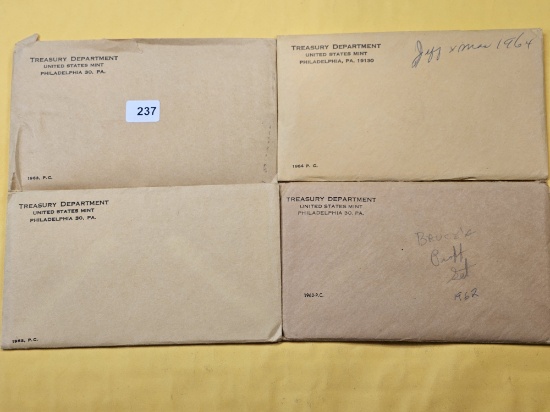 TREASURY DEPARTMENT
UNITED STATES MINT
PHILADELPHIA 30, PA.
237
1963, P.C.
TREASURY DEPARTMENT
UNITED STATES MINT
PHILADELPHIA, PA. 19130
Jeff xmas 1964
1964 P.C.
TREASURY DEPARTMENT
UNITED STATES MINT
PHILADELPHIA 30, PA.
1963, P.C.
TREASURY DEPARTMENT
UNITED STATES MINT
PHILADELPHIA 30, PA.
Proof
Set
1962